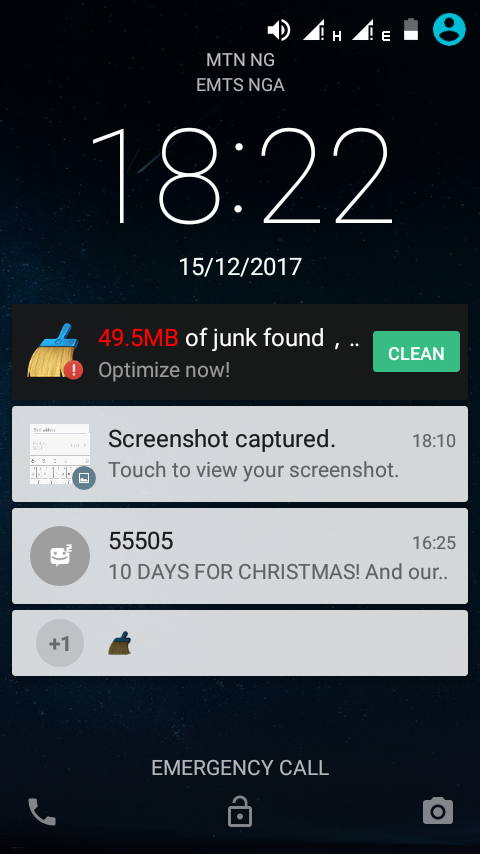 H E
MTN NG
EMTS NGA
18:22
15/12/2017
49.5MB of junk found , ..
Optimize now!
CLEAN
Screenshot captured. 18:10
Touch to view your screenshot.
55505 16:25
10 DAYS FOR CHRISTMAS! And our..
+1
EMERGENCY CALL